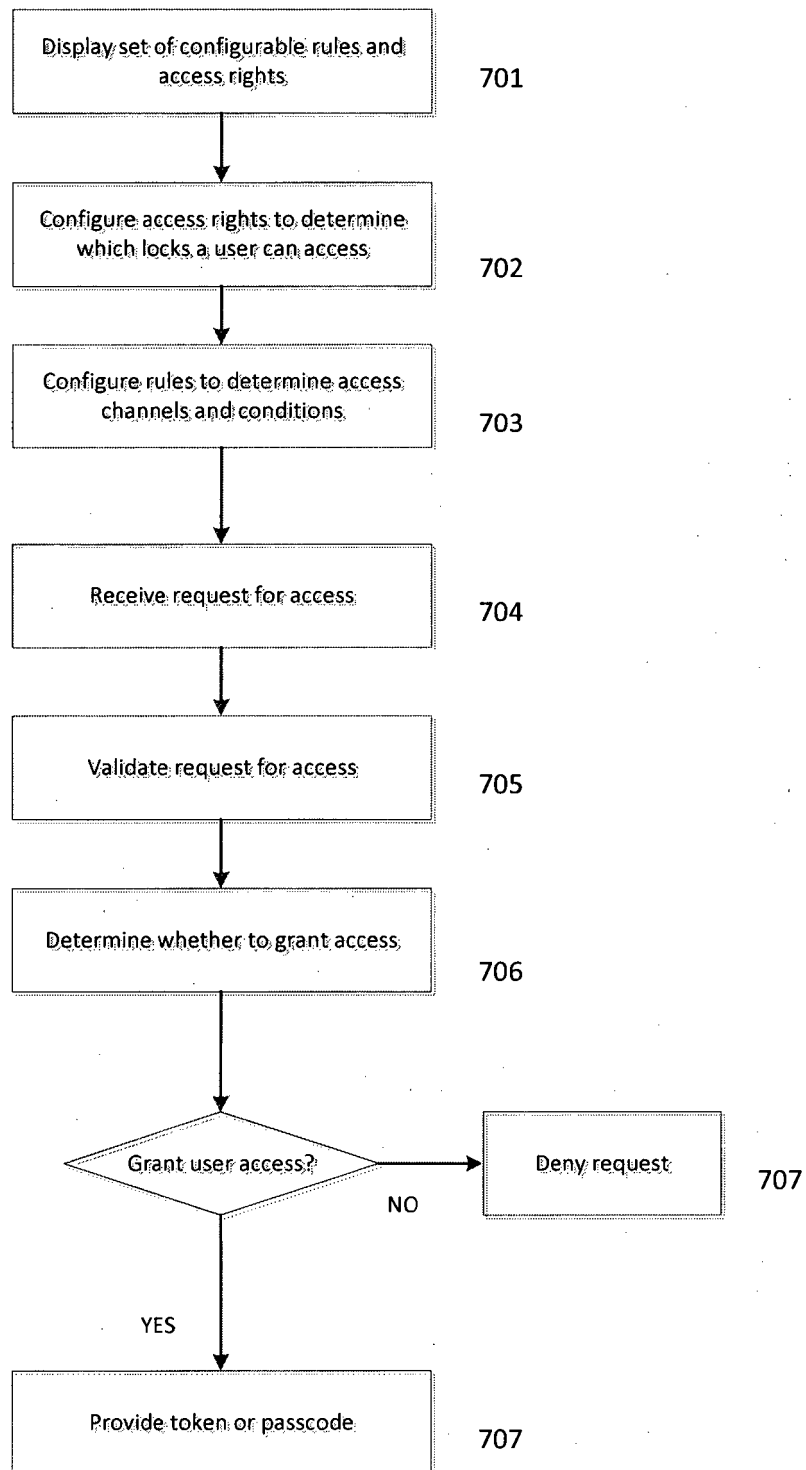 Display set of configurable rules and
access rights
701
Configure access rights to determine
which locks a user can access
702
Configure rules to determine access
channels and conditions
703
Receive request for access
704
Validate request for access
705
Determine whether to grant access
706
Grant user access?
Deny request
707
NO
YES
Provide token or passcode
707